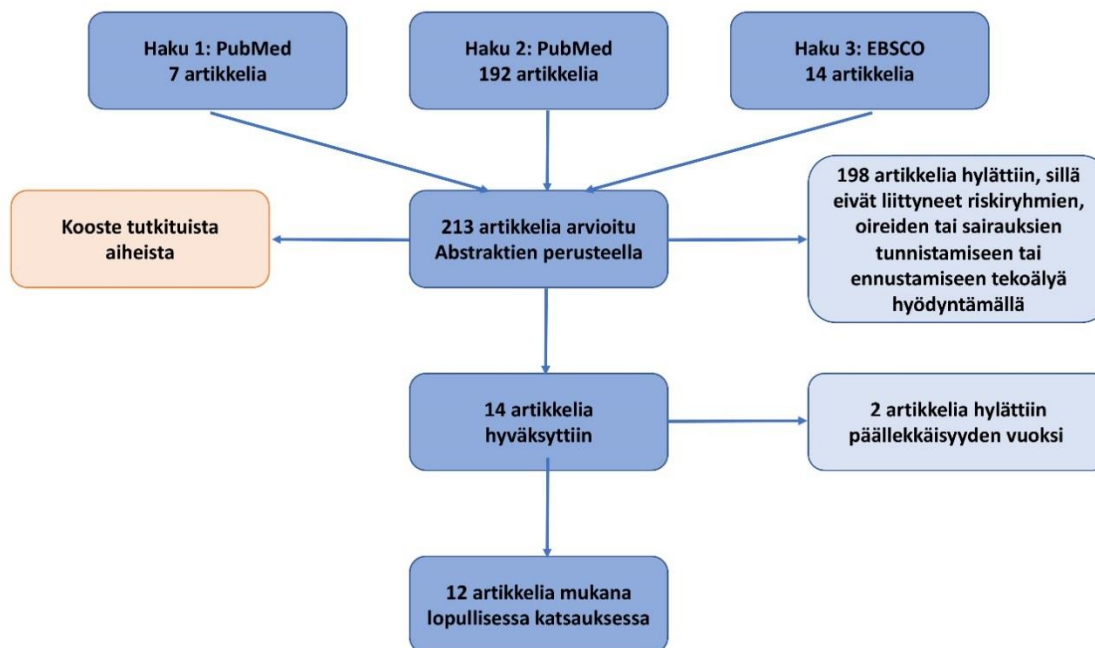 Haku 1: PubMed
7 artikkelia
Haku 2: PubMed
192 artikkelia
Haku 3: EBSCO
14 artikkelia
Kooste tutkituista
aiheista
213 artikkelia arvioitu
Abstraktien perusteella
198 artikkelia hylättiin, sillä
eivät liittyneet riskiryhmien,
oireiden tai sairauksien
tunnistamiseen tai
ennustamiseen tekoälyä
hyödyntämällä
14 artikkelia
hyväksyttiin
2 artikkelia hylättiin
päällekkäisyyden vuoksi
12 artikkelia mukana
lopullisessa katsauksessa